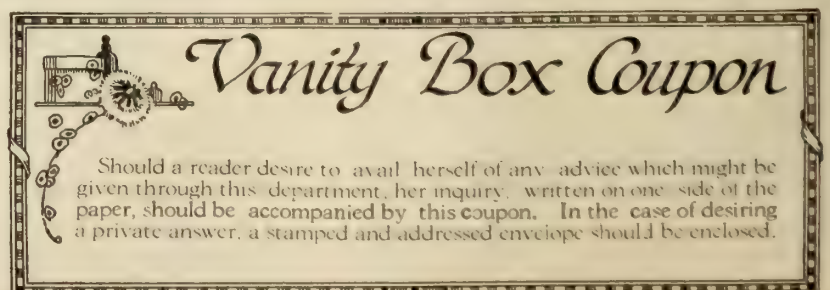 Vanity Box Coupon
Should a reader desire to avail herself of any advice which might be
given through this department, her inquiry, written on one side of the
paper, should be accompanied by this coupon. In the case of desiring
a private answer, a stamped and addressed envelope should be enclosed.